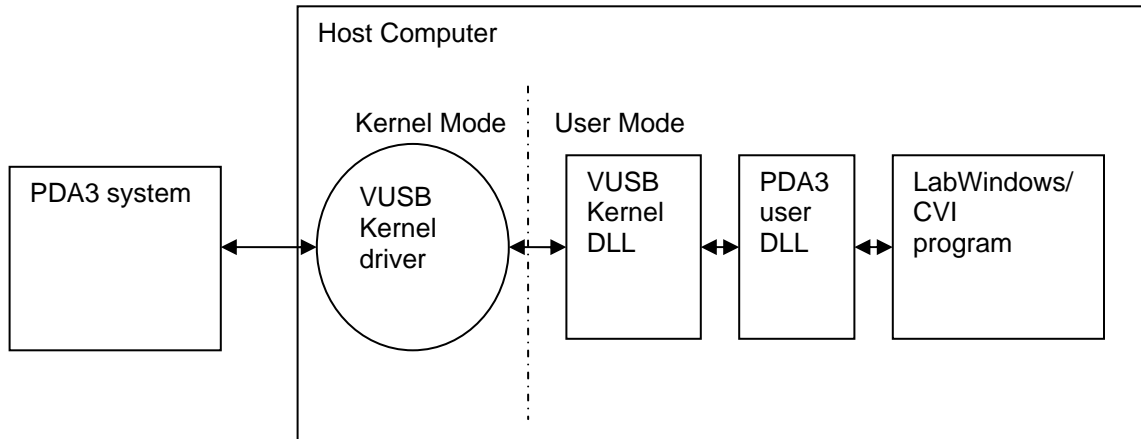 Host Computer
Kernel Mode
User Mode
PDA3 system
VUSB
Kernel
driver
VUSB
Kernel
DLL
PDA3
user
DLL
LabWindows/
CVI
program